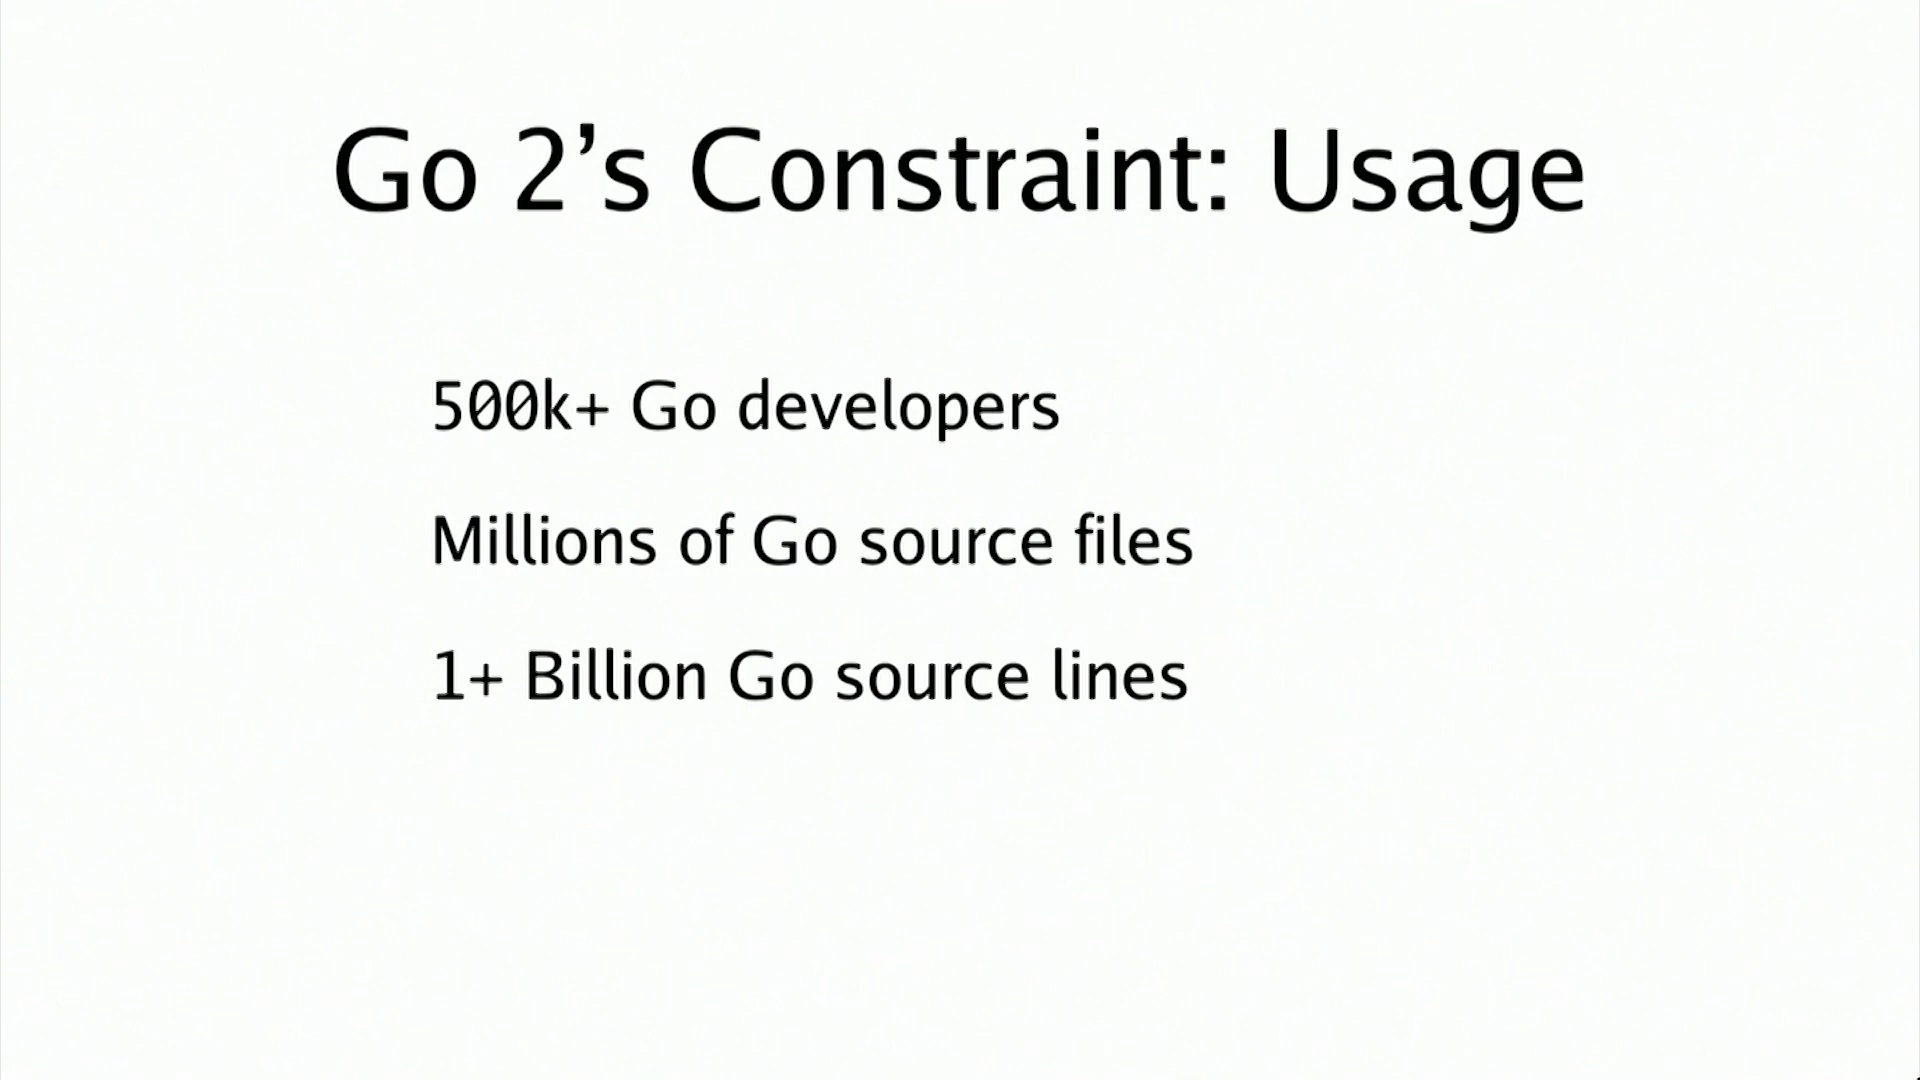 Go 2’s Constraint: Usage
500k+ Go developers
Millions of Go source files
1+ Billion Go source lines